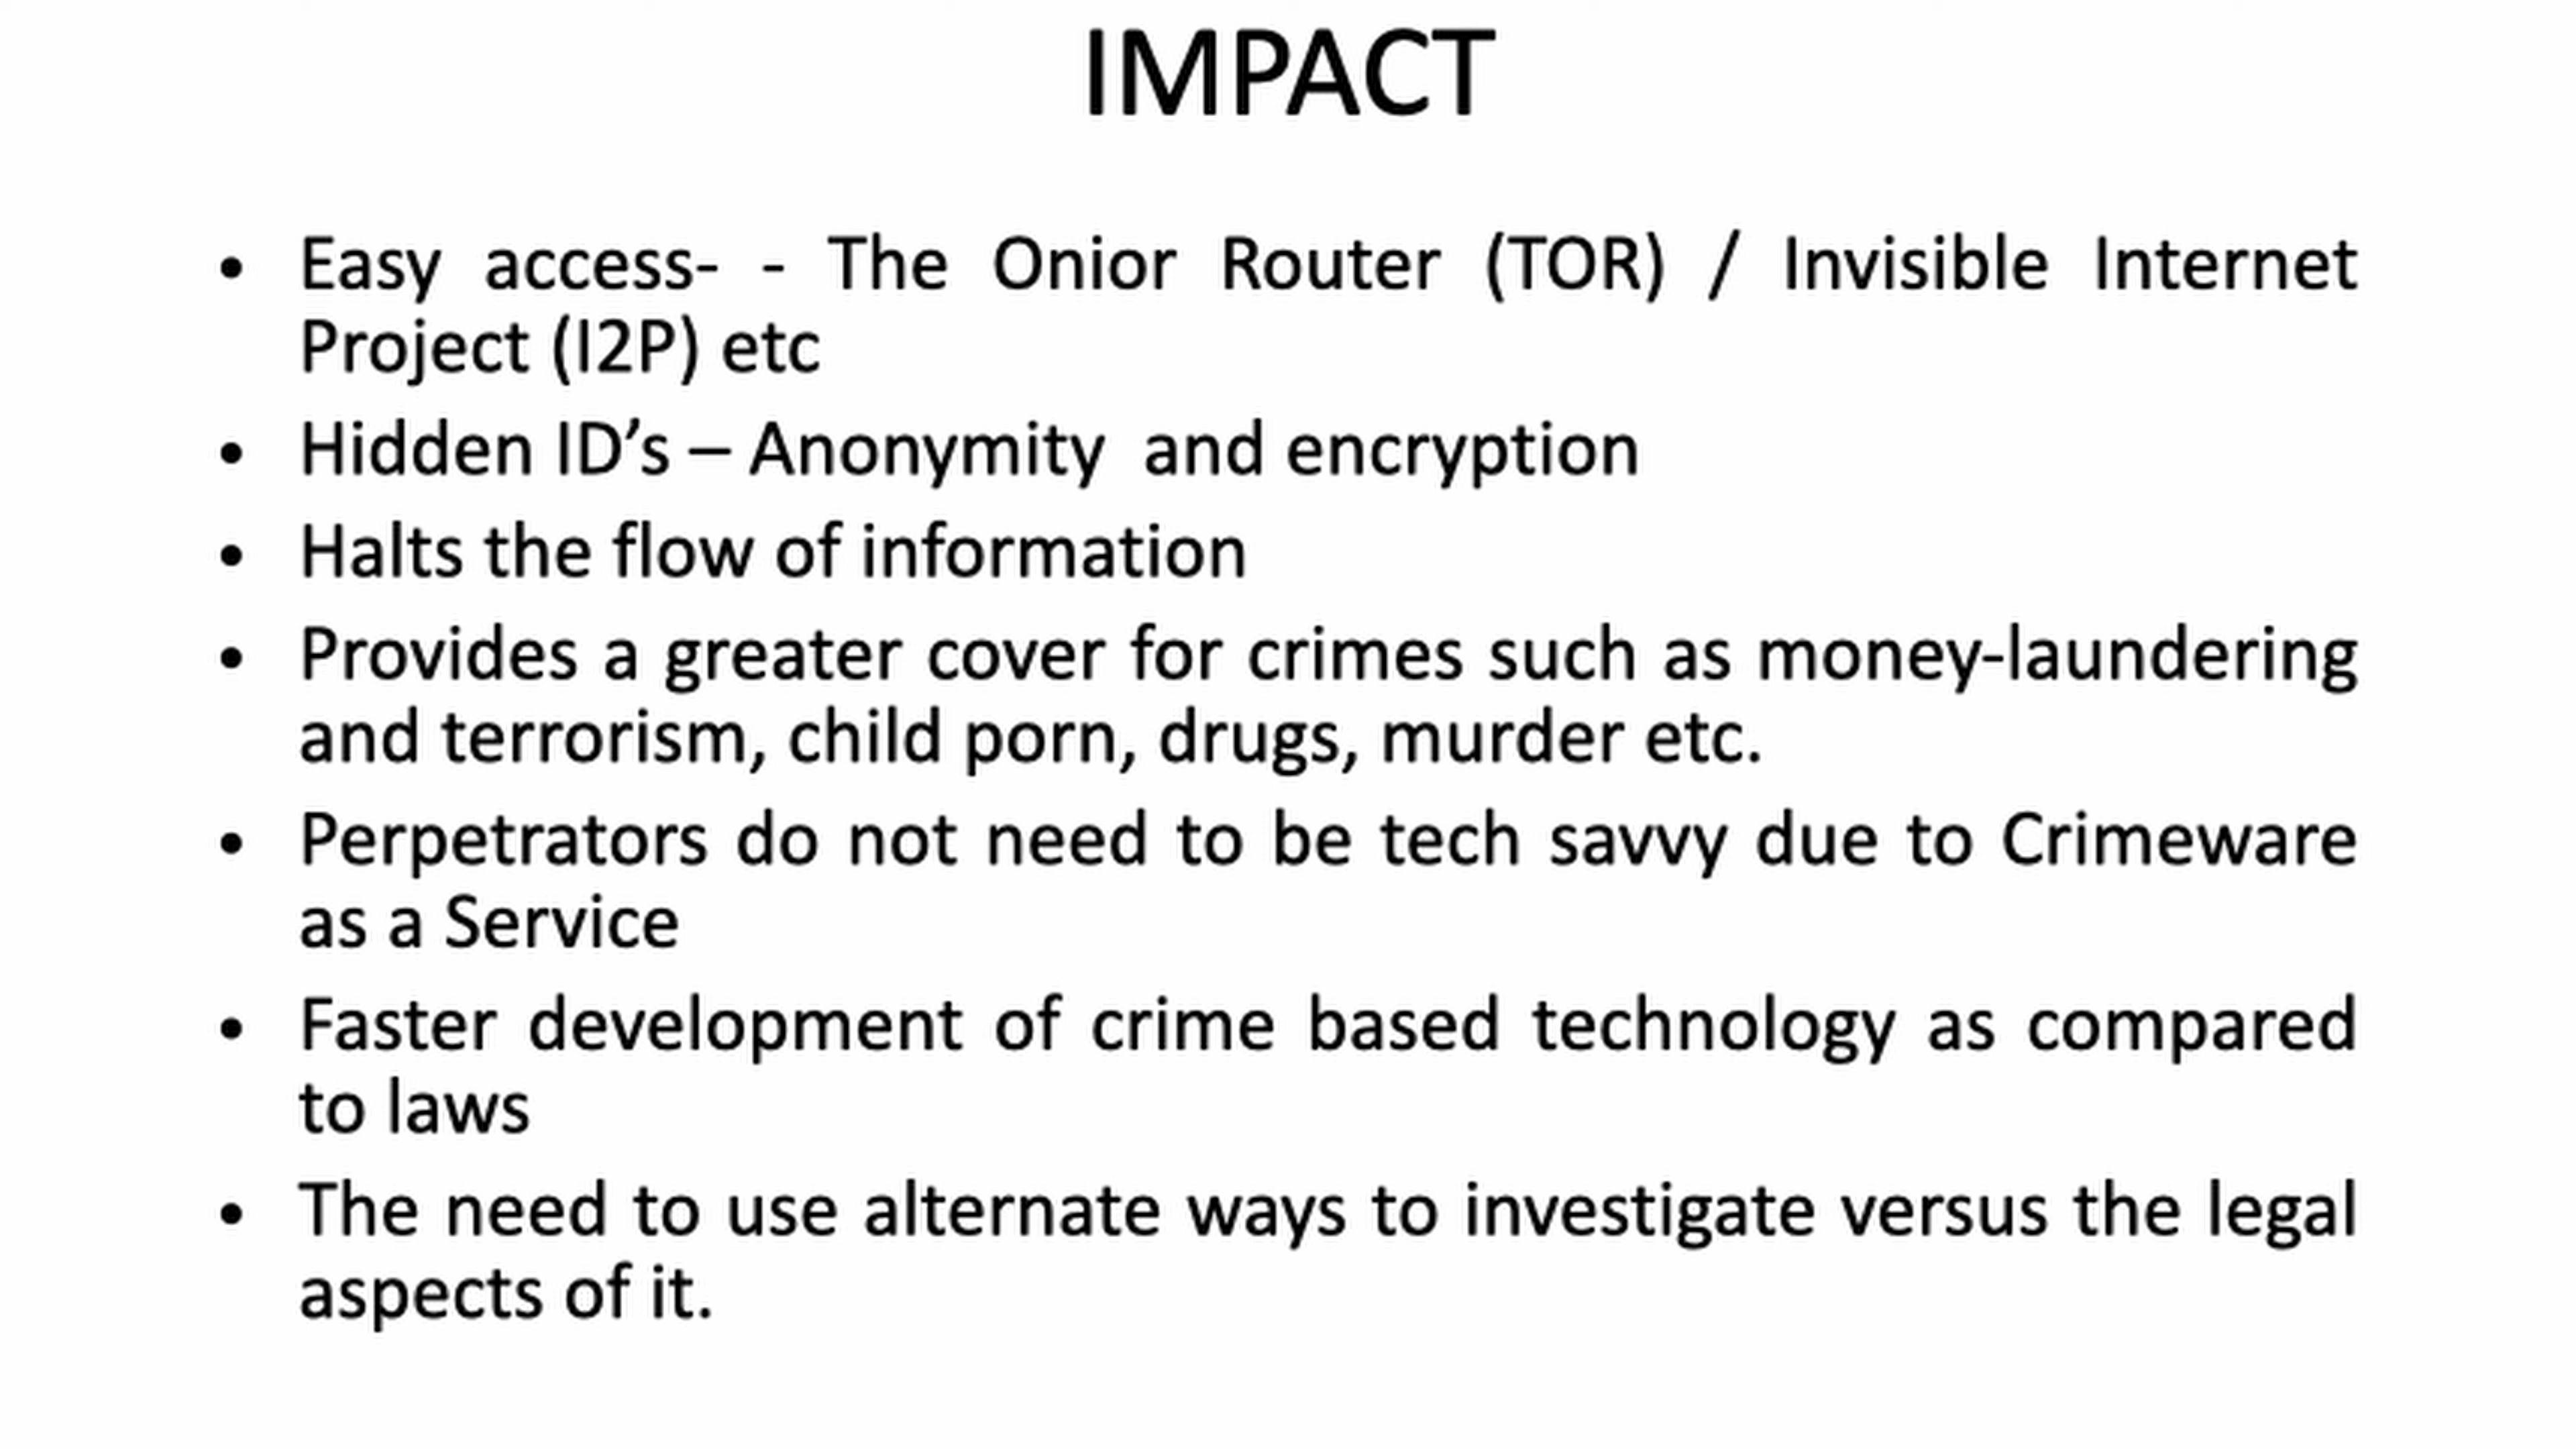 IMPACT
• Easy access- - The Onior Router (TOR) / Invisible Internet
Project (I2P) etc
• Hidden ID’s – Anonymity  and encryption
• Halts the flow of information
• Provides a greater cover for crimes such as money-laundering
and terrorism, child porn, drugs, murder etc.
• Perpetrators do not need to be tech savvy due to Crimeware
as a Service
• Faster development of crime based technology as compared
to laws
• The need to use alternate ways to investigate versus the legal
aspects of it.